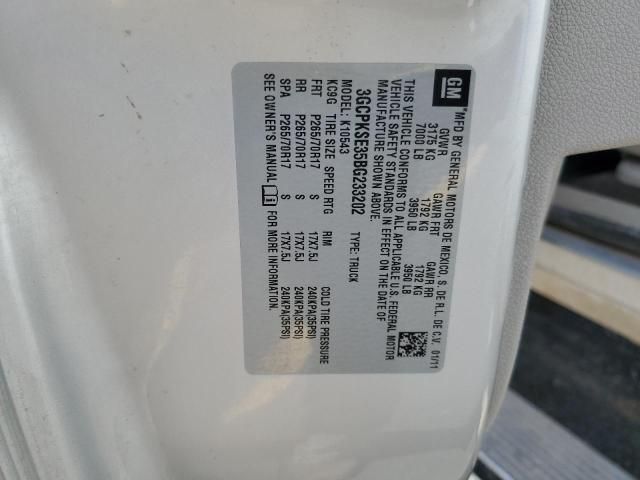 GM
*MFD BY GENERAL MOTORS DE MEXICO, S. DE R.L. DE C.V. 01/11
GVWR GAWR FRT GAWR RR
3175 KG 1792 KG 1792 KG
7000 LB 3950 LB 3950 LB
THIS VEHICLE CONFORMS TO ALL APPLICABLE U.S. FEDERAL MOTOR
VEHICLE SAFETY STANDARDS IN EFFECT ON THE DATE OF
MANUFACTURE SHOWN ABOVE.
3GCPKSE35BG233202 TYPE: TRUCK
MODEL: K10543
KC9G TIRE SIZE SPEED RTG RIM COLD TIRE PRESSURE
FRT P265/70R17 S 17X7.5J 240KPA(35PSI)
RR P265/70R17 S 17X7.5J 240KPA(35PSI)
SPA P265/70R17 S 17X7.5J 240KPA(35PSI)
SEE OWNER'S MANUAL FOR MORE INFORMATION.